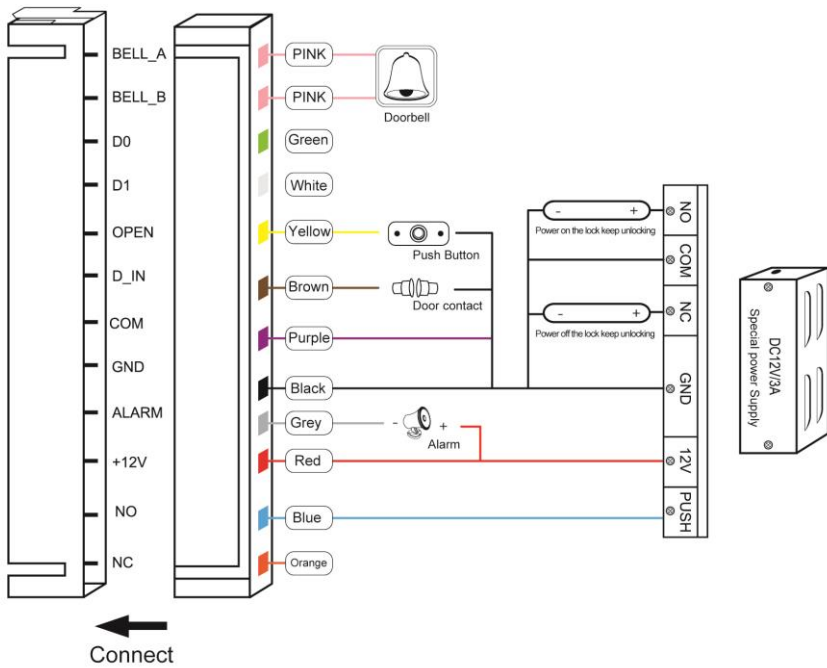 BELL_A
BELL_B
D0
D1
OPEN
D_IN
COM
GND
ALARM
+12V
NO
NC
PINK
PINK
Green
White
Yellow
Brown
Purple
Black
Grey
Red
Blue
Orange
Doorbell
Push Button
Door contact
- +
Alarm
- +
Power on the lock keep unlocking
- +
Power off the lock keep unlocking
NO
COM
NC
GND
12V
PUSH
DC12V/3A
Special power Supply
Connect